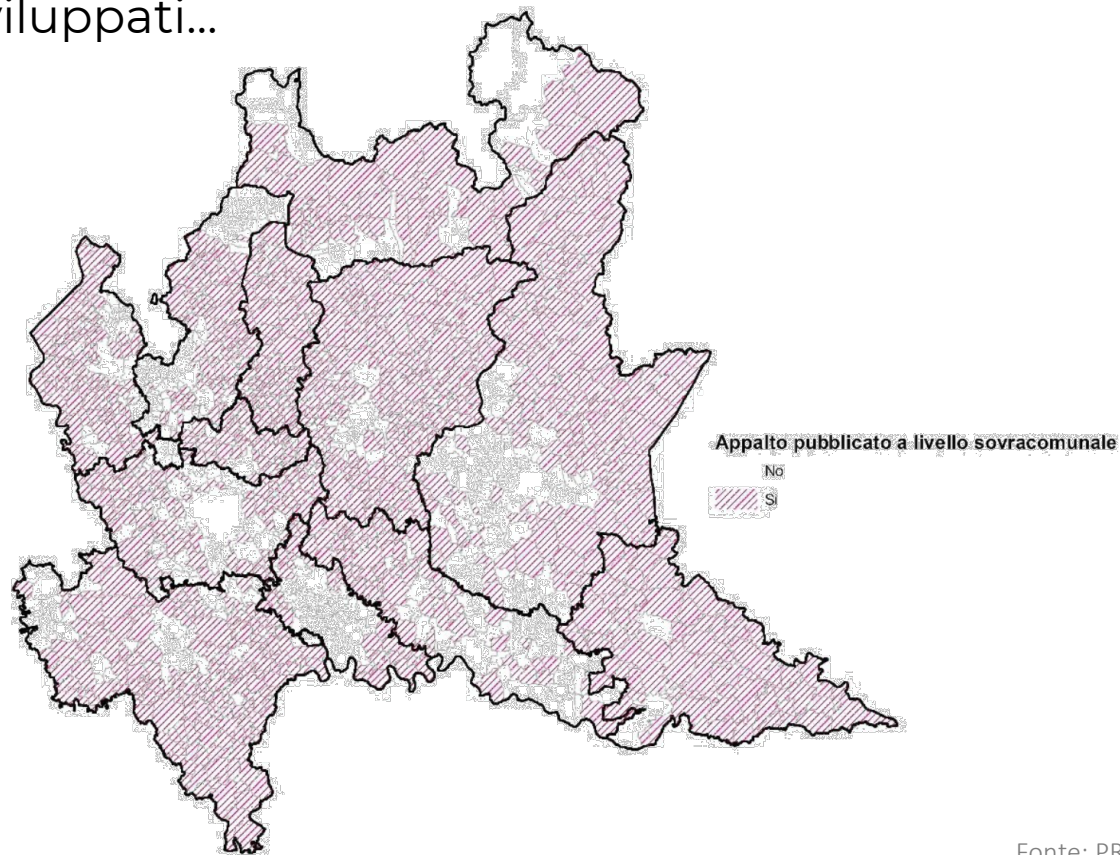 viluppati...
Appalto pubblicato a livello sovracomunale
No
Si
Fonte: PR